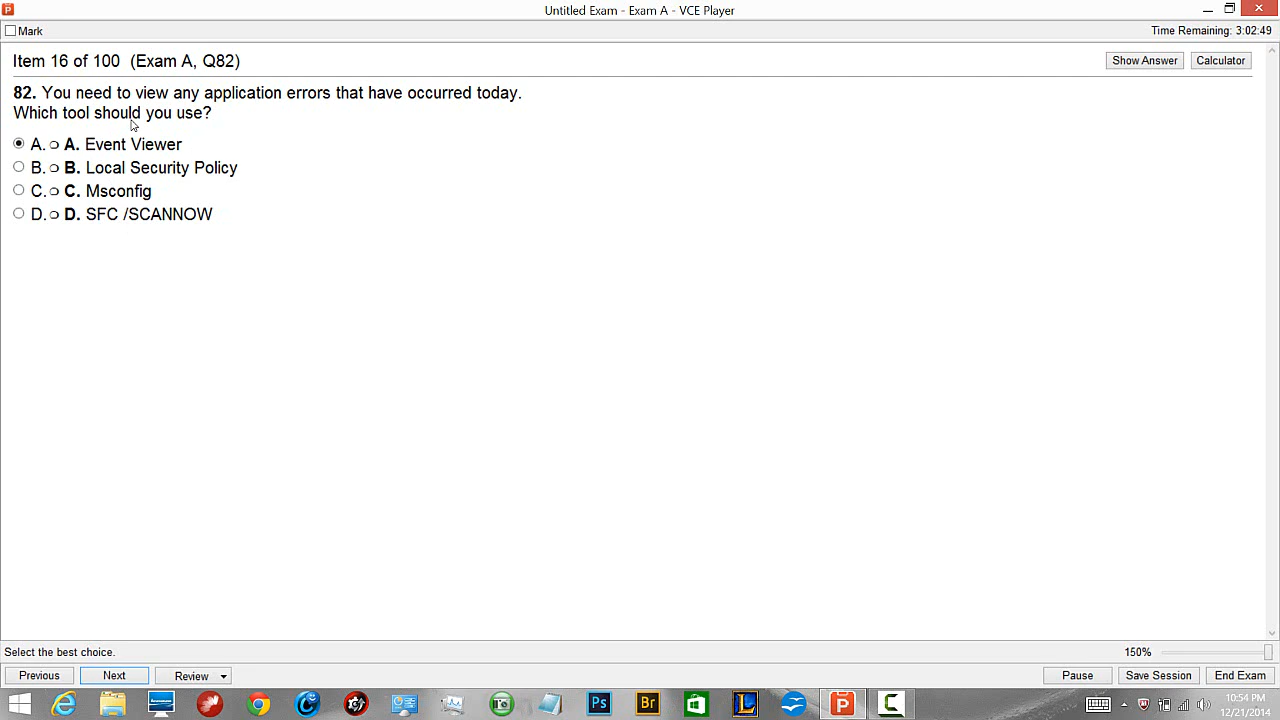 Untitled Exam - Exam A - VCE Player
Mark
Time Remaining: 3:02:49
Item 16 of 100 (Exam A, Q82)
Show Answer
Calculator
82. You need to view any application errors that have occurred today.
Which tool should you use?
A. A. Event Viewer
B. B. Local Security Policy
C. C. Msconfig
D. D. SFC /SCANNOW
Select the best choice.
150%
Previous
Next
Review
Pause
Save Session
End Exam
Ps
Br
10:54 PM
12/21/2014